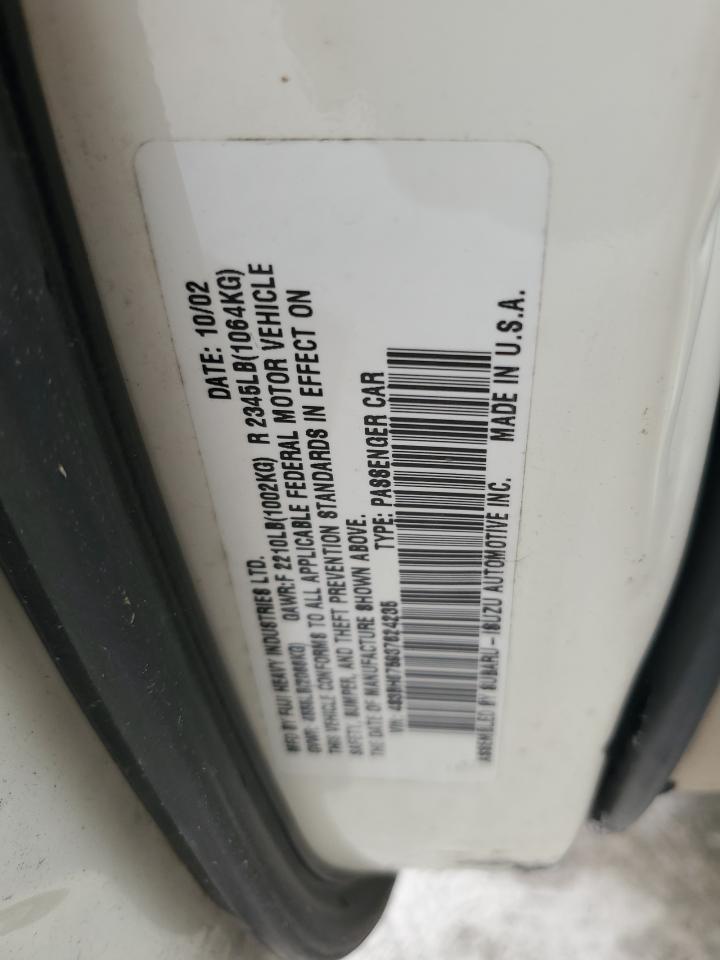 MFD BY FUJI HEAVY INDUSTRIES LTD. DATE: 10/02
GVWR: GAWR:F 2210LB(1002KG) R 2345LB(1064KG)
THIS VEHICLE CONFORMS TO ALL APPLICABLE FEDERAL MOTOR VEHICLE
SAFETY, BUMPER, AND THEFT PREVENTION STANDARDS IN EFFECT ON
THE DATE OF MANUFACTURE SHOWN ABOVE.
TYPE: PASSENGER CAR
ASSEMBLED BY SUBARU-ISUZU AUTOMOTIVE INC. MADE IN U.S.A.